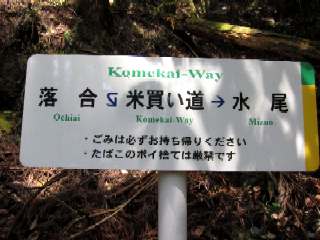 Komekai-Way
落合 ↘ 米買い道 → 水尾
Ochiai Komekai-Way Mizuo
・ごみは必ずお持ち帰りください
・たばこのポイ捨ては厳禁です